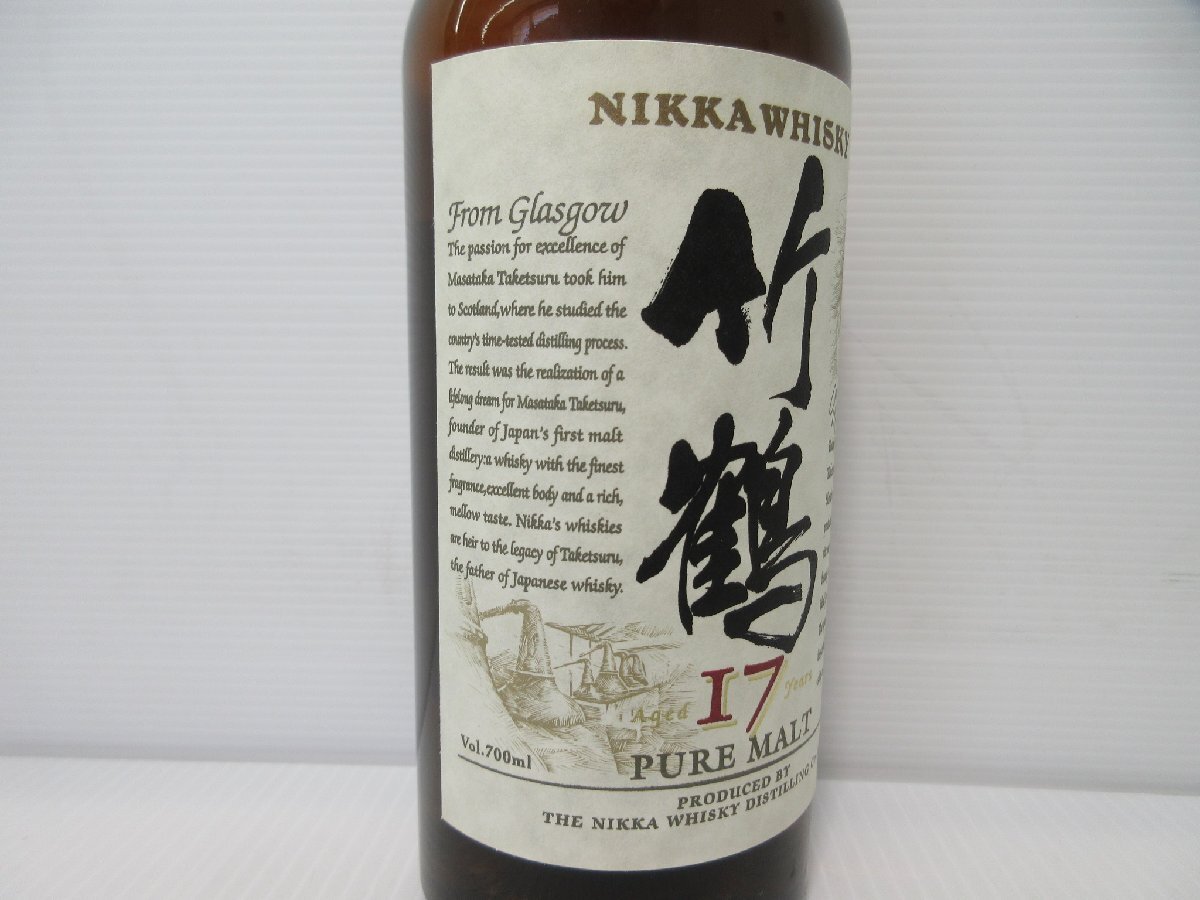 NIKKA WHISKY
From Glasgow
The passion for excellence of
Masataka Taketsuru took him
to Scotland,where he studied the
country's time-tested distilling process.
The result was the realization of a
lifelong dream for Masataka Taketsuru,
founder of Japan's first malt
distillery:a whisky with the finest
fragrance,excellent body and a rich,
mellow taste. Nikka's whiskies
are heir to the legacy of Taketsuru,
the father of Japanese whisky.
竹鶴
Aged 17 Years
Vol.700ml
PURE MALT
PRODUCED BY
THE NIKKA WHISKY DISTILLING